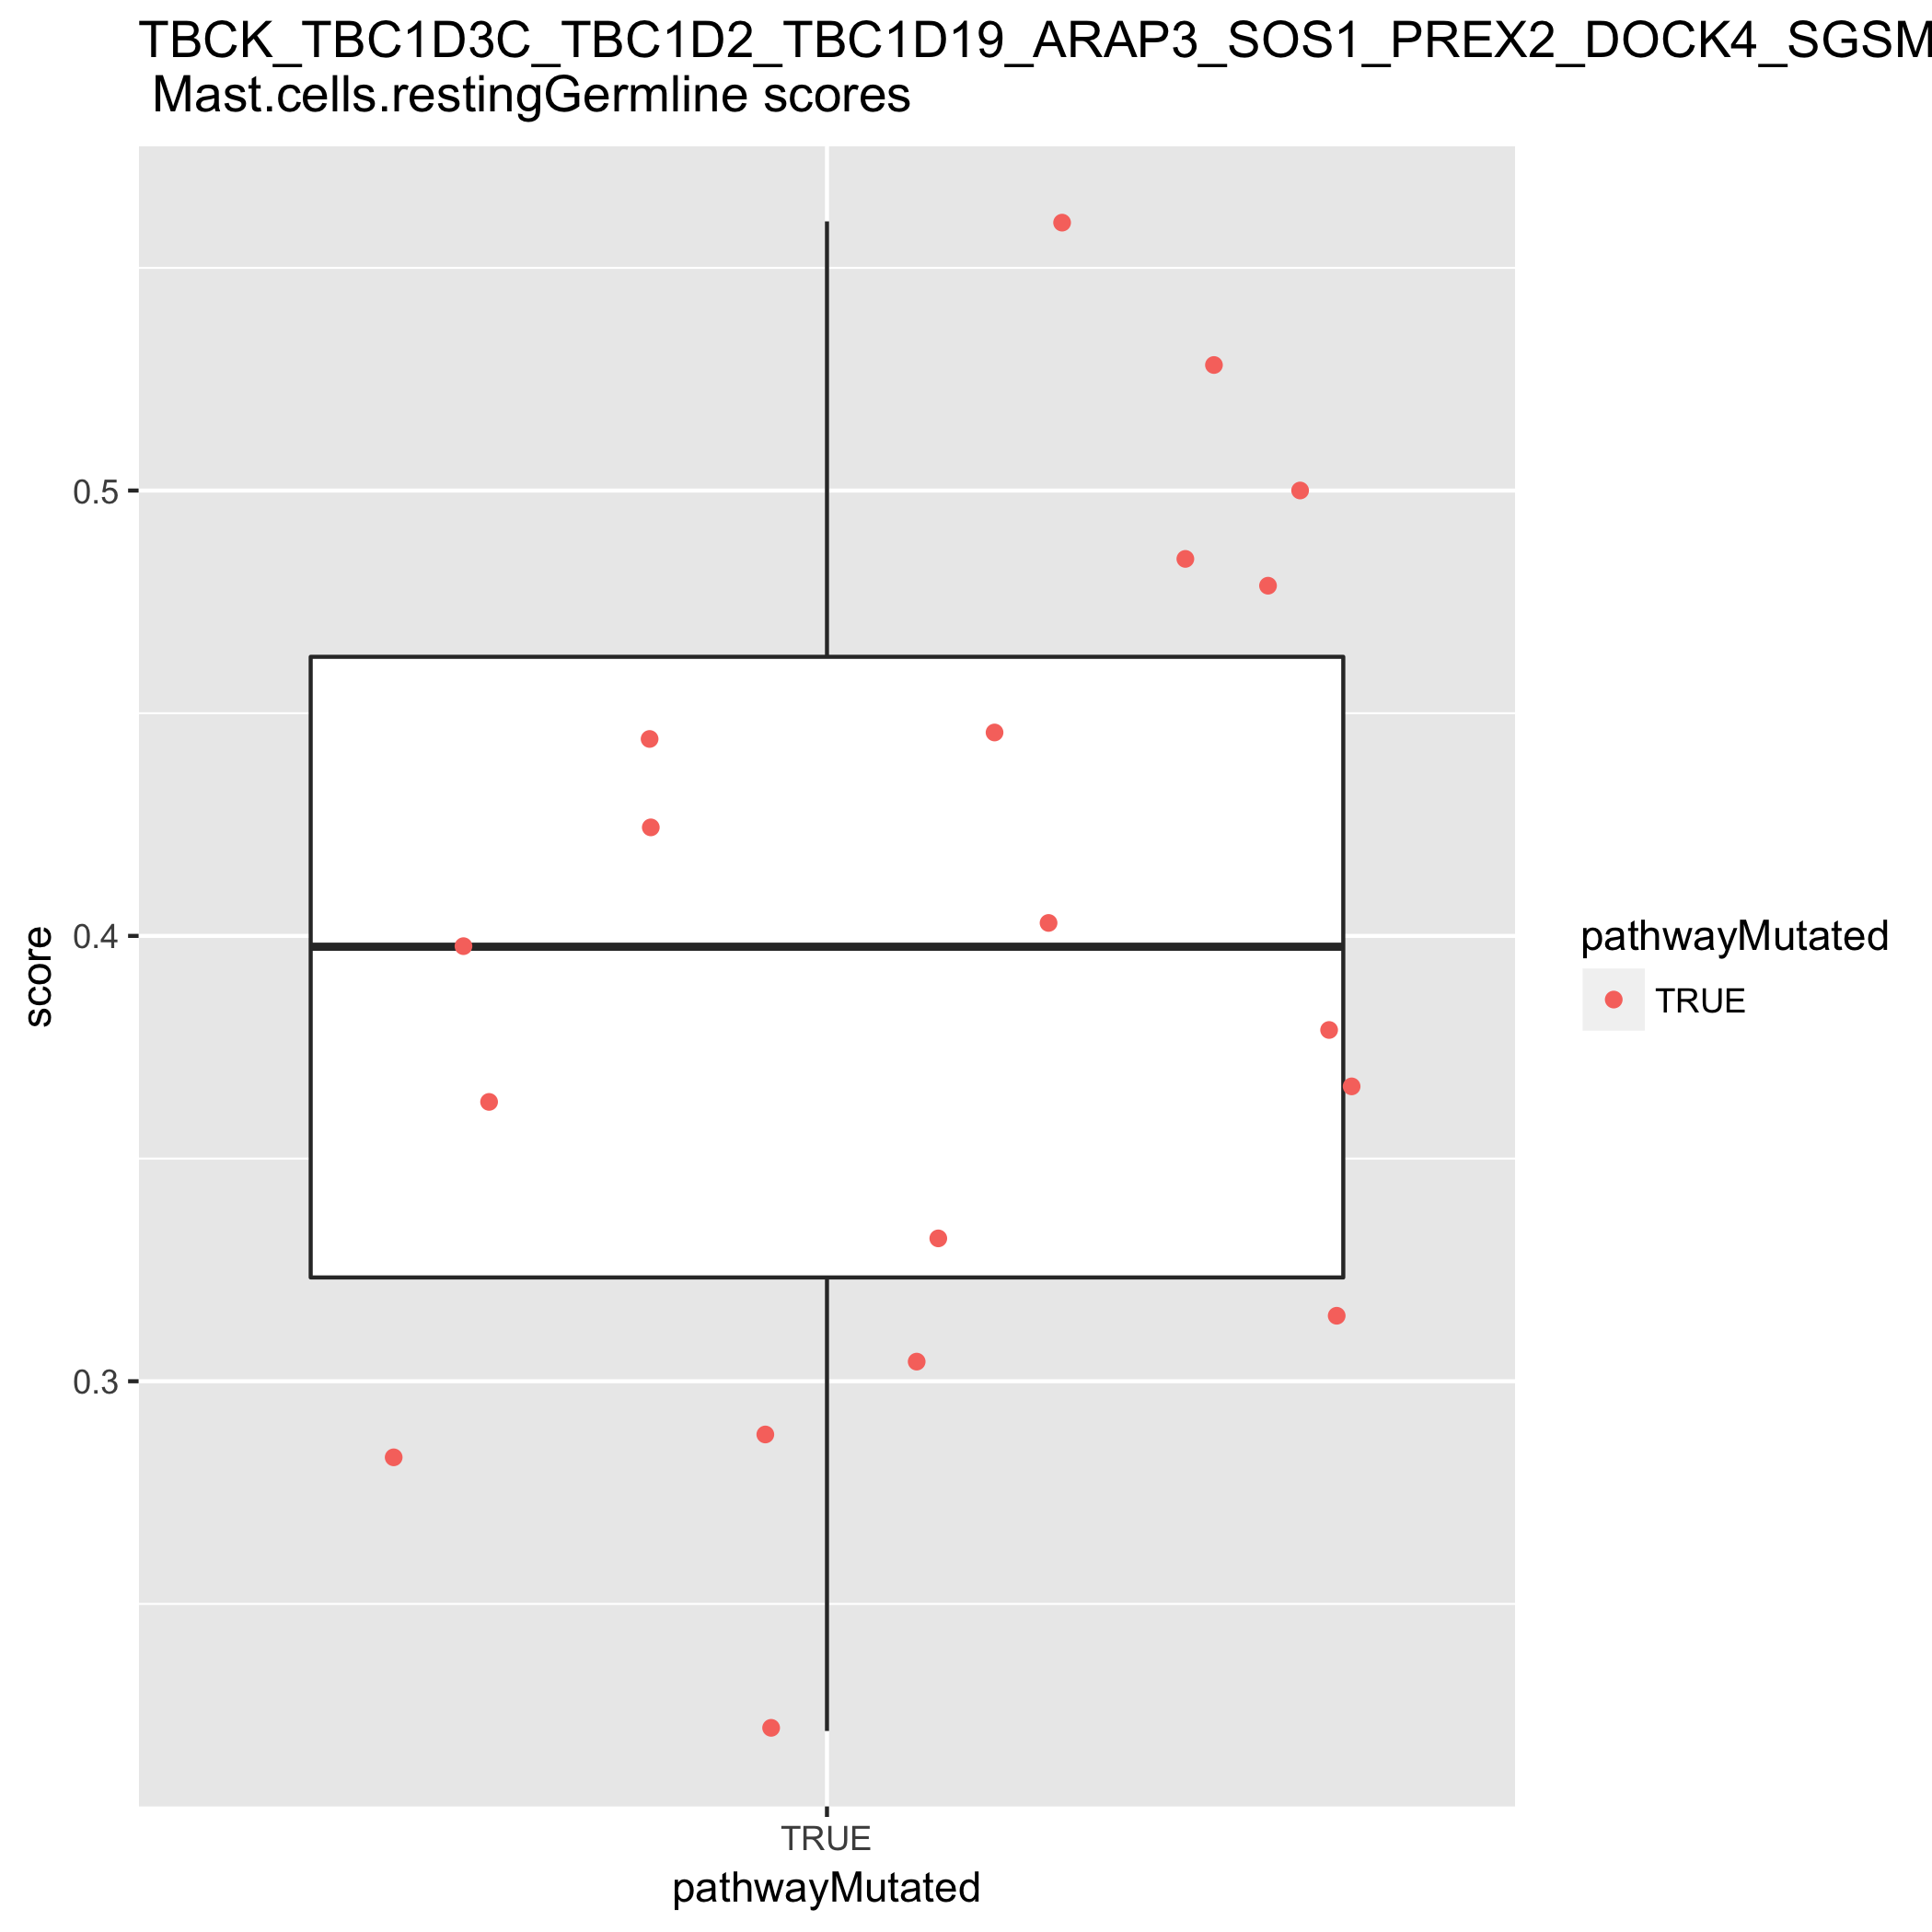 TBCK_TBC1D3C_TBC1D2_TBC1D19_ARAP3_SOS1_PREX2_DOCK4_SGSM
Mast.cells.restingGermline scores
0.5
0.4
0.3
score
TRUE
pathwayMutated
pathwayMutated
TRUE